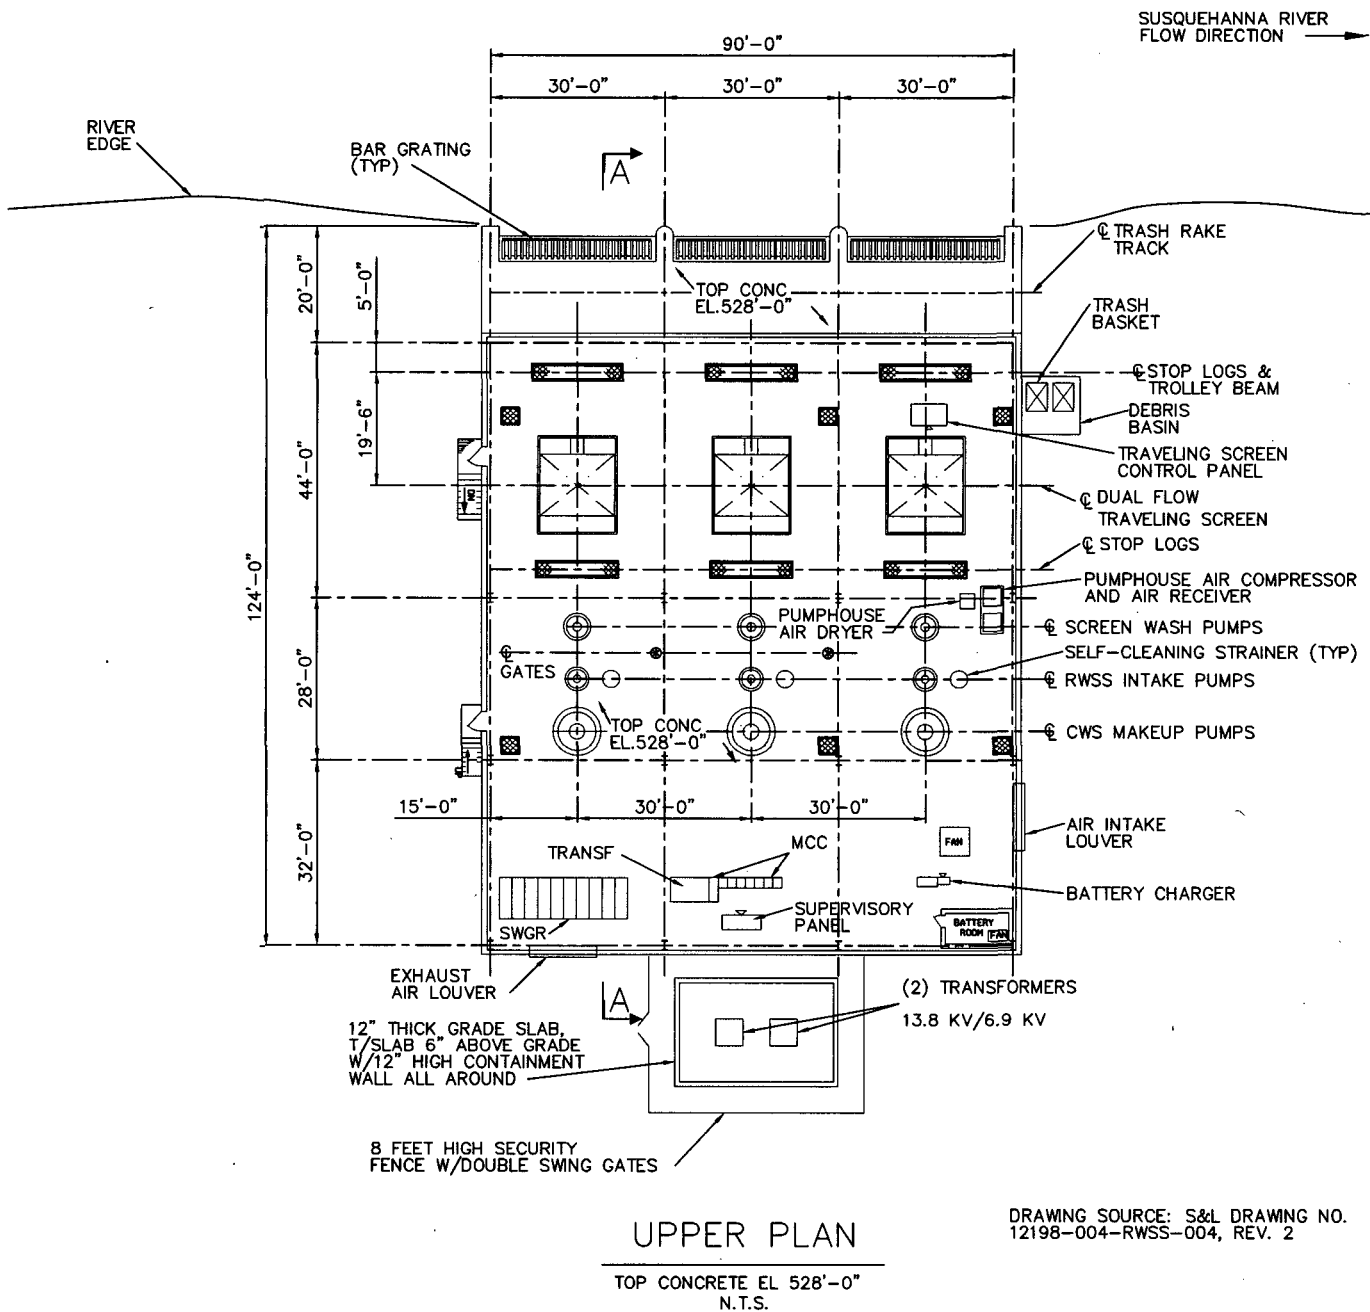 SUSQUEHANNA RIVER
FLOW DIRECTION
90'-0"
30'-0"
30'-0"
30'-0"
RIVER
EDGE
BAR GRATING
(TYP)
A
℄ TRASH RAKE
TRACK
20'-0"
5'-0"
TOP CONC
EL.528'-0"
TRASH
BASKET
℄ STOP LOGS &
TROLLEY BEAM
DEBRIS
BASIN
19'-6"
44'-0"
TRAVELING SCREEN
CONTROL PANEL
DN
℄ DUAL FLOW
TRAVELING SCREEN
℄ STOP LOGS
124'-0"
PUMPHOUSE AIR COMPRESSOR
AND AIR RECEIVER
PUMPHOUSE
AIR DRYER
℄ SCREEN WASH PUMPS
SELF-CLEANING STRAINER (TYP)
℄
GATES
℄ RWSS INTAKE PUMPS
28'-0"
TOP CONC
EL.528'-0"
℄ CWS MAKEUP PUMPS
15'-0"
30'-0"
30'-0"
32'-0"
AIR INTAKE
LOUVER
FAN
TRANSF
MCC
BATTERY CHARGER
SWGR
SUPERVISORY
PANEL
BATTERY
ROOM
FAN
EXHAUST
AIR LOUVER
A
(2) TRANSFORMERS
13.8 KV/6.9 KV
12" THICK GRADE SLAB,
T/SLAB 6" ABOVE GRADE
W/12" HIGH CONTAINMENT
WALL ALL AROUND
8 FEET HIGH SECURITY
FENCE W/DOUBLE SWING GATES
UPPER PLAN
TOP CONCRETE EL 528'-0"
N.T.S.
DRAWING SOURCE: S&L DRAWING NO.
12198-004-RWSS-004, REV. 2